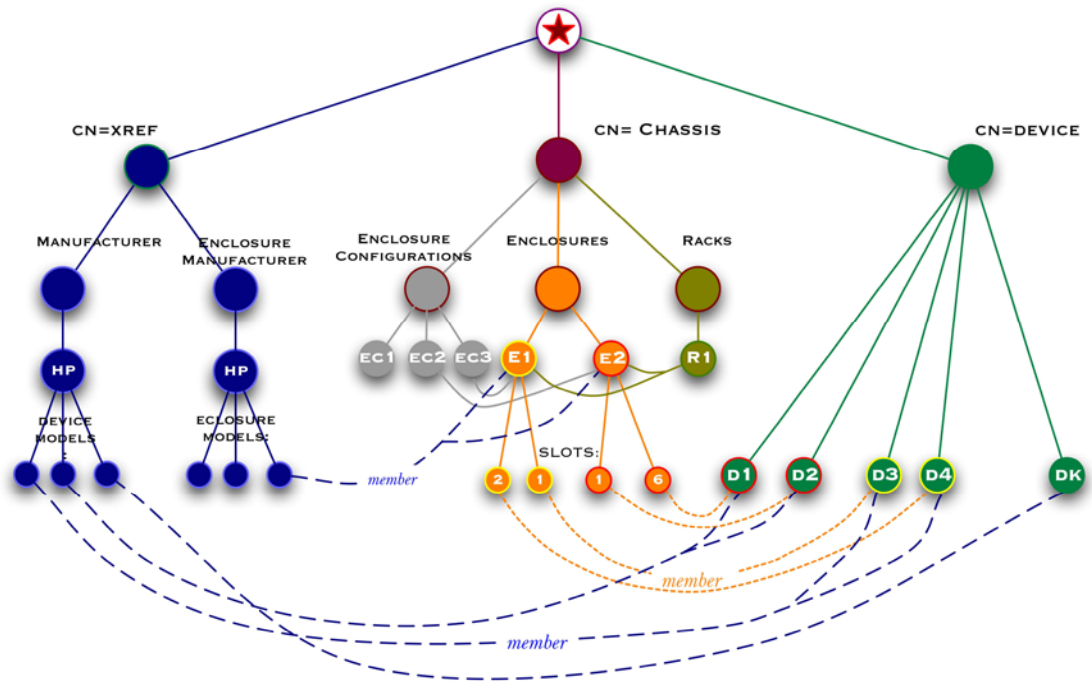 CN=XREF
CN= CHASSIS
CN=DEVICE
MANUFACTURER
ENCLOSURE
MANUFACTURER
ENCLOSURE
CONFIGURATIONS
ENCLOSURES
RACKS
HP
HP
EC1
EC2
EC3
E1
E2
R1
DEVICE
MODELS
:
ECLOSURE
MODELS:
SLOTS:
member
2
1
1
6
D1
D2
D3
D4
DK
member
member